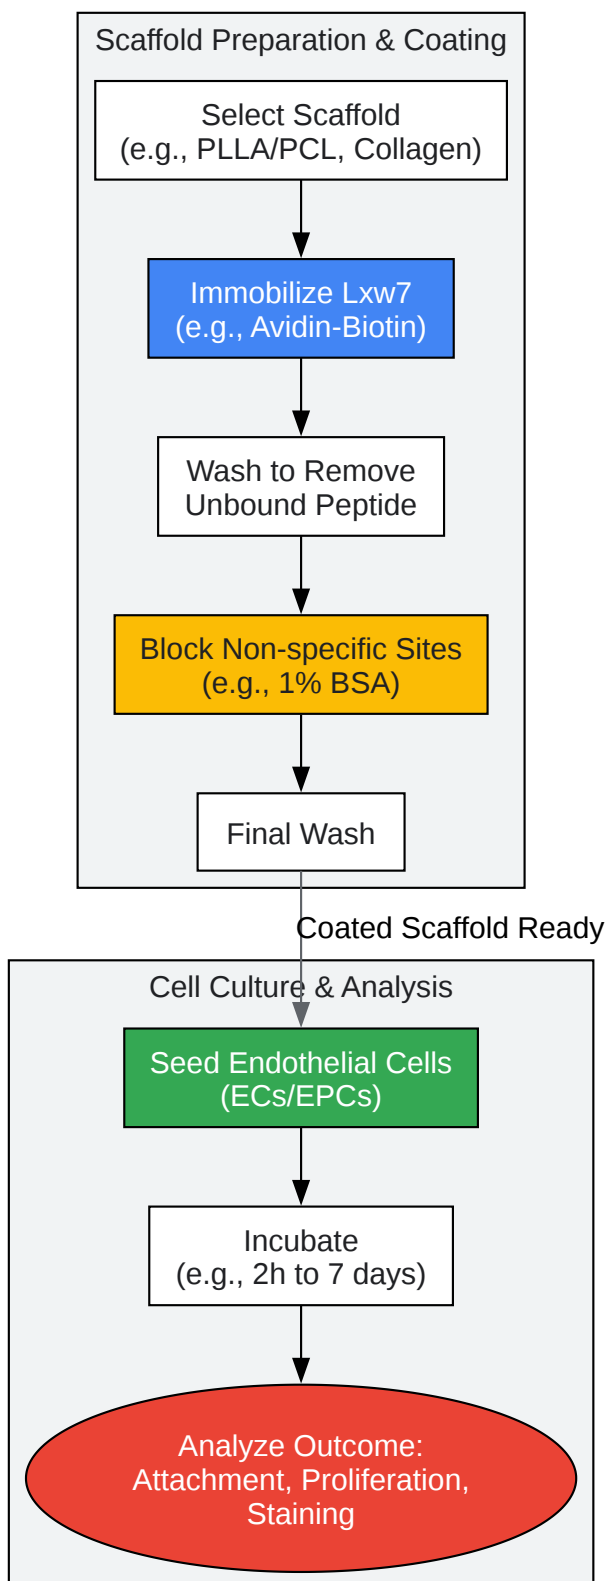 Scaffold Preparation & Coating
Select Scaffold
(e.g., PLLA/PCL, Collagen)
Immobilize Lxw7
(e.g., Avidin-Biotin)
Wash to Remove
Unbound Peptide
Block Non-specific Sites
(e.g., 1% BSA)
Final Wash
Coated Scaffold Ready
Cell Culture & Analysis
Seed Endothelial Cells
(ECs/EPCs)
Incubate
(e.g., 2h to 7 days)
Analyze Outcome:
Attachment, Proliferation,
Staining